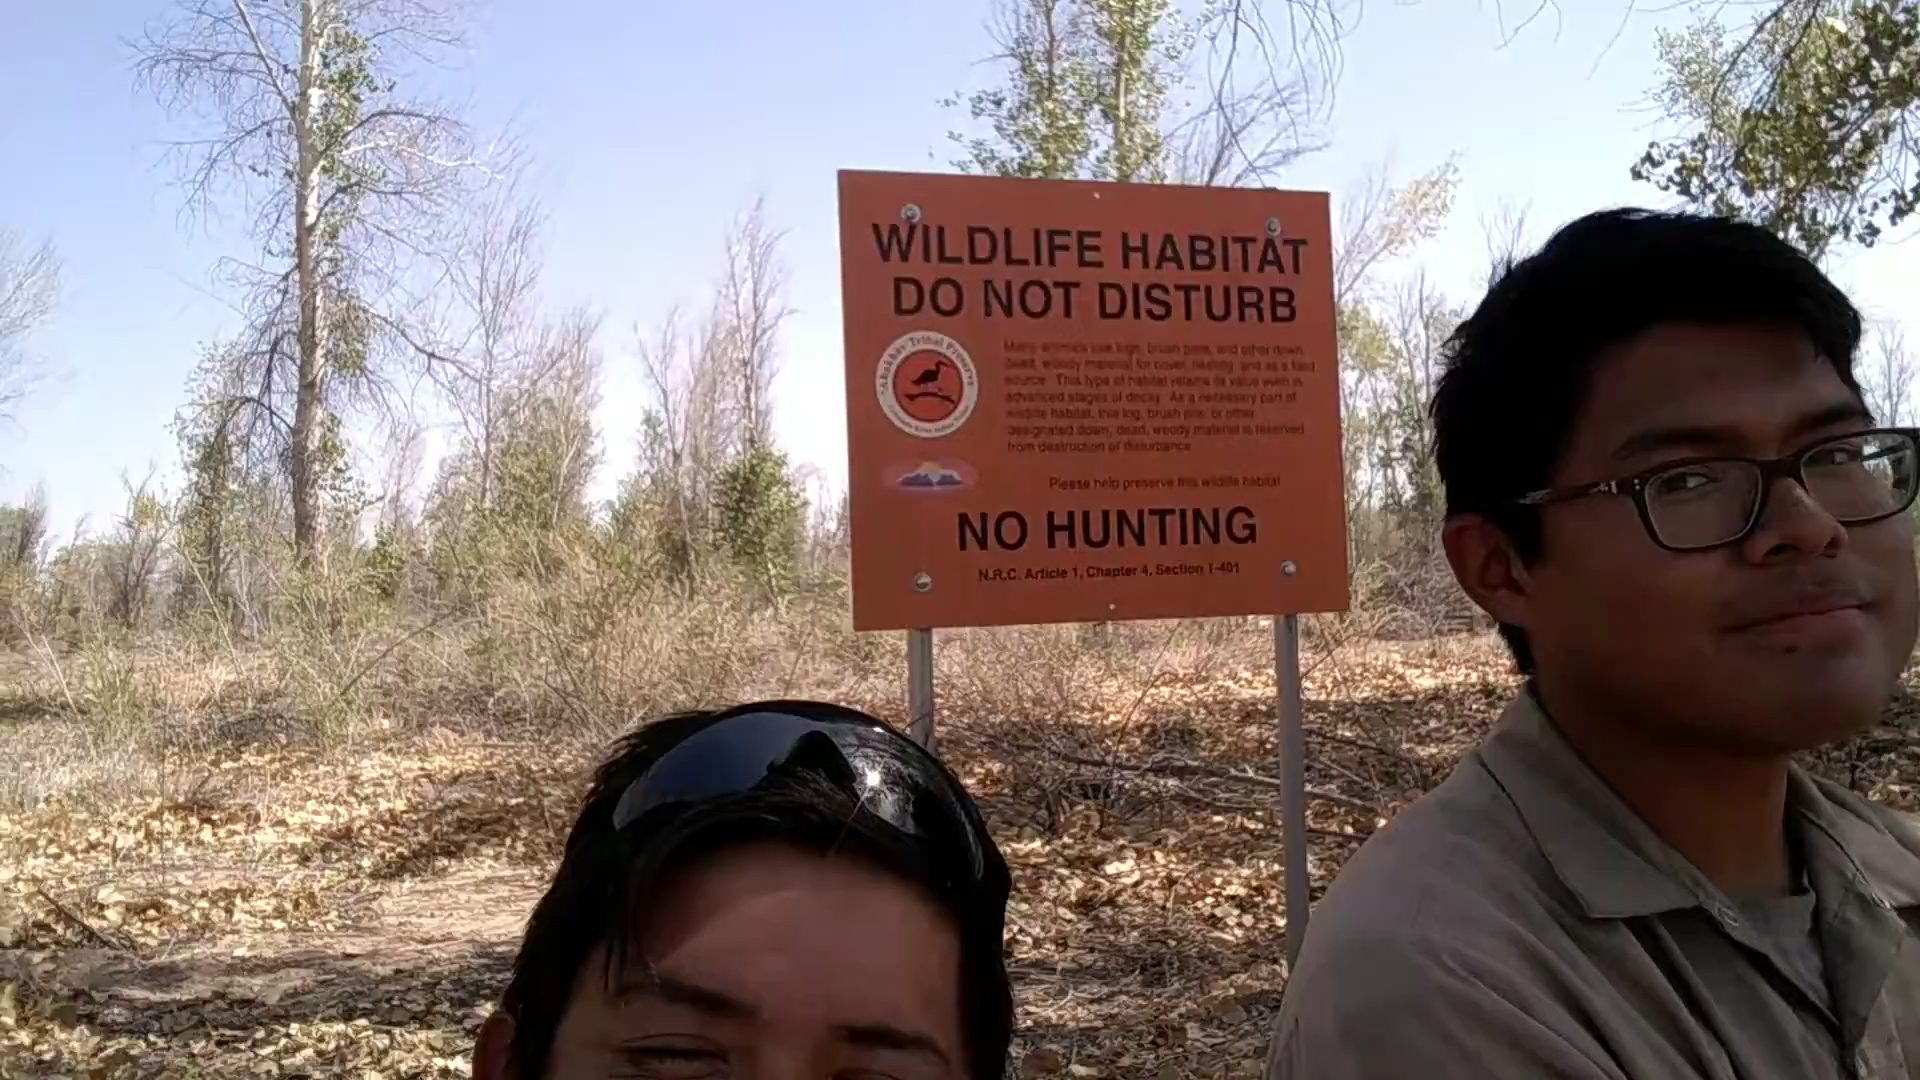 WILDLIFE HABITAT
DO NOT DISTURB
'Ahakhav Tribal Preserve
Many animals use logs, brush piles, and other down,
dead, woody material for cover, nesting, and as a food
source. This type of habitat retains its value even in
advanced stages of decay. As a necessary part of
wildlife habitat, this log, brush pile, or other
designated down, dead, woody material is reserved
from destruction or disturbance.
Please help preserve this wildlife habitat
NO HUNTING
N.R.C. Article 1, Chapter 4, Section 1-401